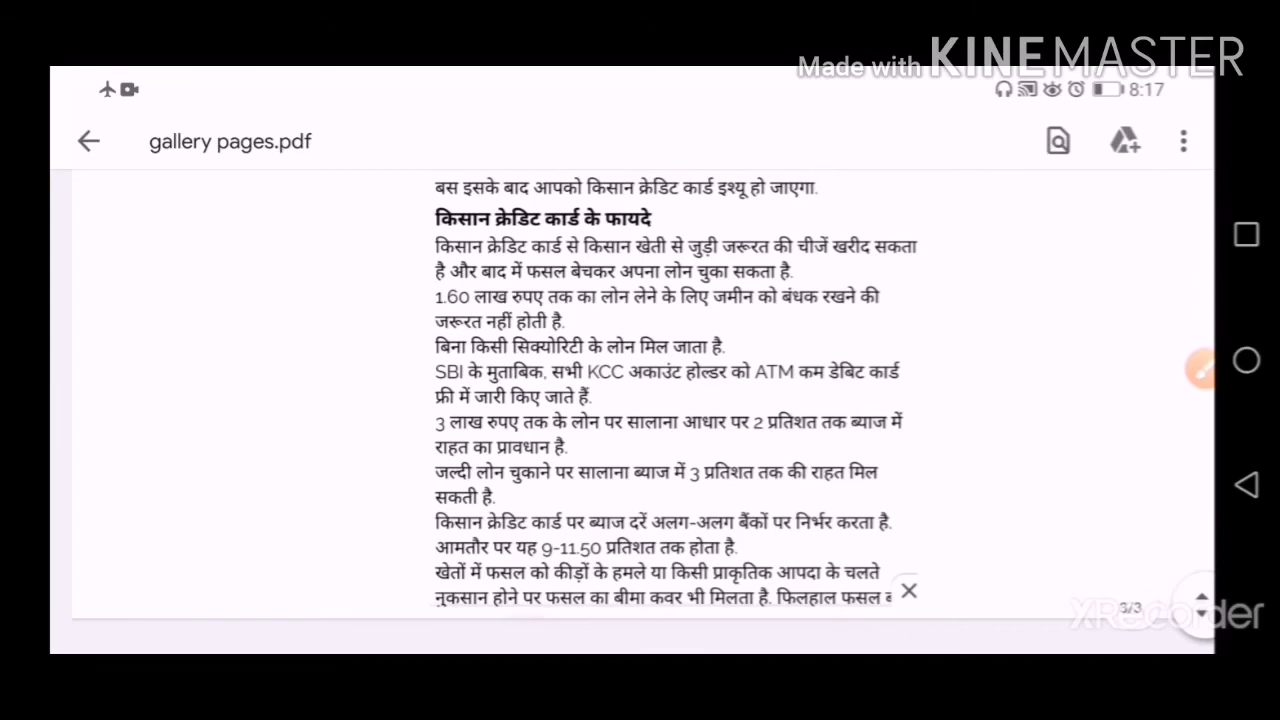 Made with KINEMASTER
8:17
gallery pages.pdf
बस इसके बाद आपको किसान क्रेडिट कार्ड इश्यू हो जाएगा.
किसान क्रेडिट कार्ड के फायदे
किसान क्रेडिट कार्ड से किसान खेती से जुड़ी जरूरत की चीजें खरीद सकता
है और बाद में फसल बेचकर अपना लोन चुका सकता है.
1.60 लाख रुपए तक का लोन लेने के लिए जमीन को बंधक रखने की
जरूरत नहीं होती है.
बिना किसी सिक्योरिटी के लोन मिल जाता है.
SBI के मुताबिक, सभी KCC अकाउंट होल्डर को ATM कम डेबिट कार्ड
फ्री में जारी किए जाते हैं.
3 लाख रुपए तक के लोन पर सालाना आधार पर 2 प्रतिशत तक ब्याज में
राहत का प्रावधान है.
जल्दी लोन चुकाने पर सालाना ब्याज में 3 प्रतिशत तक की राहत मिल
सकती है.
किसान क्रेडिट कार्ड पर ब्याज दरें अलग-अलग बैंकों पर निर्भर करता है.
आमतौर पर यह 9-11.50 प्रतिशत तक होता है.
खेतों में फसल को कीड़ों के हमले या किसी प्राकृतिक आपदा के चलते
नुकसान होने पर फसल का बीमा कवर भी मिलता है. फिलहाल फसल
3/3
XRecorder